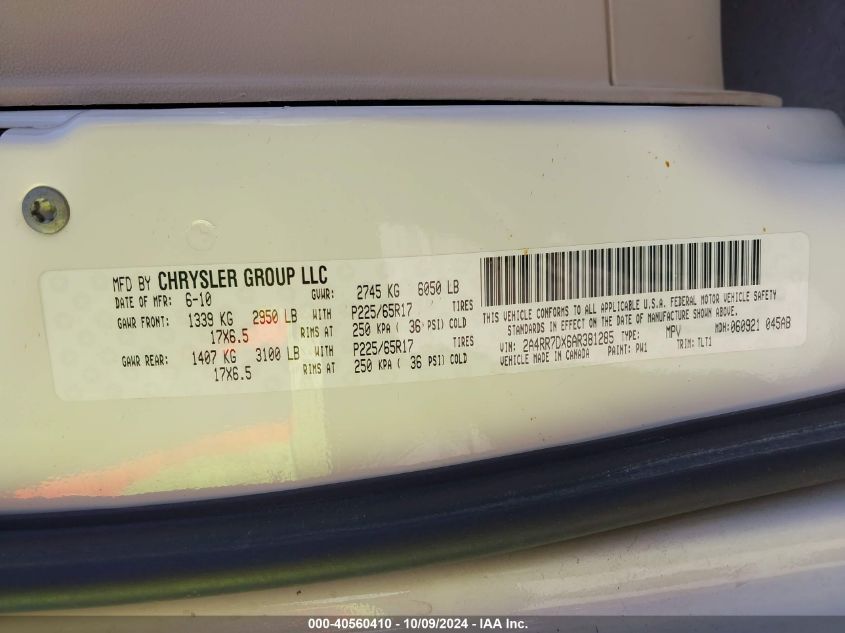 MFD BY CHRYSLER GROUP LLC
DATE OF MFR: 6-10 GVWR: 2745 KG 6050 LB
GAWR FRONT: 1339 KG 2950 LB WITH P225/65R17 TIRES
17X6.5 RIMS AT 250 KPA ( 36 PSI) COLD
GAWR REAR: 1407 KG 3100 LB WITH P225/65R17 TIRES
17X6.5 RIMS AT 250 KPA ( 36 PSI) COLD
THIS VEHICLE CONFORMS TO ALL APPLICABLE U.S.A. FEDERAL MOTOR VEHICLE SAFETY
STANDARDS IN EFFECT ON THE DATE OF MANUFACTURE SHOWN ABOVE.
VIN: 2A4RR7DX6AR381285 TYPE: MPV MDH: 060921 045AB
VEHICLE MADE IN CANADA PAINT: PW1 TRIM: TLT1
000-40560410 - 10/09/2024 - IAA Inc.